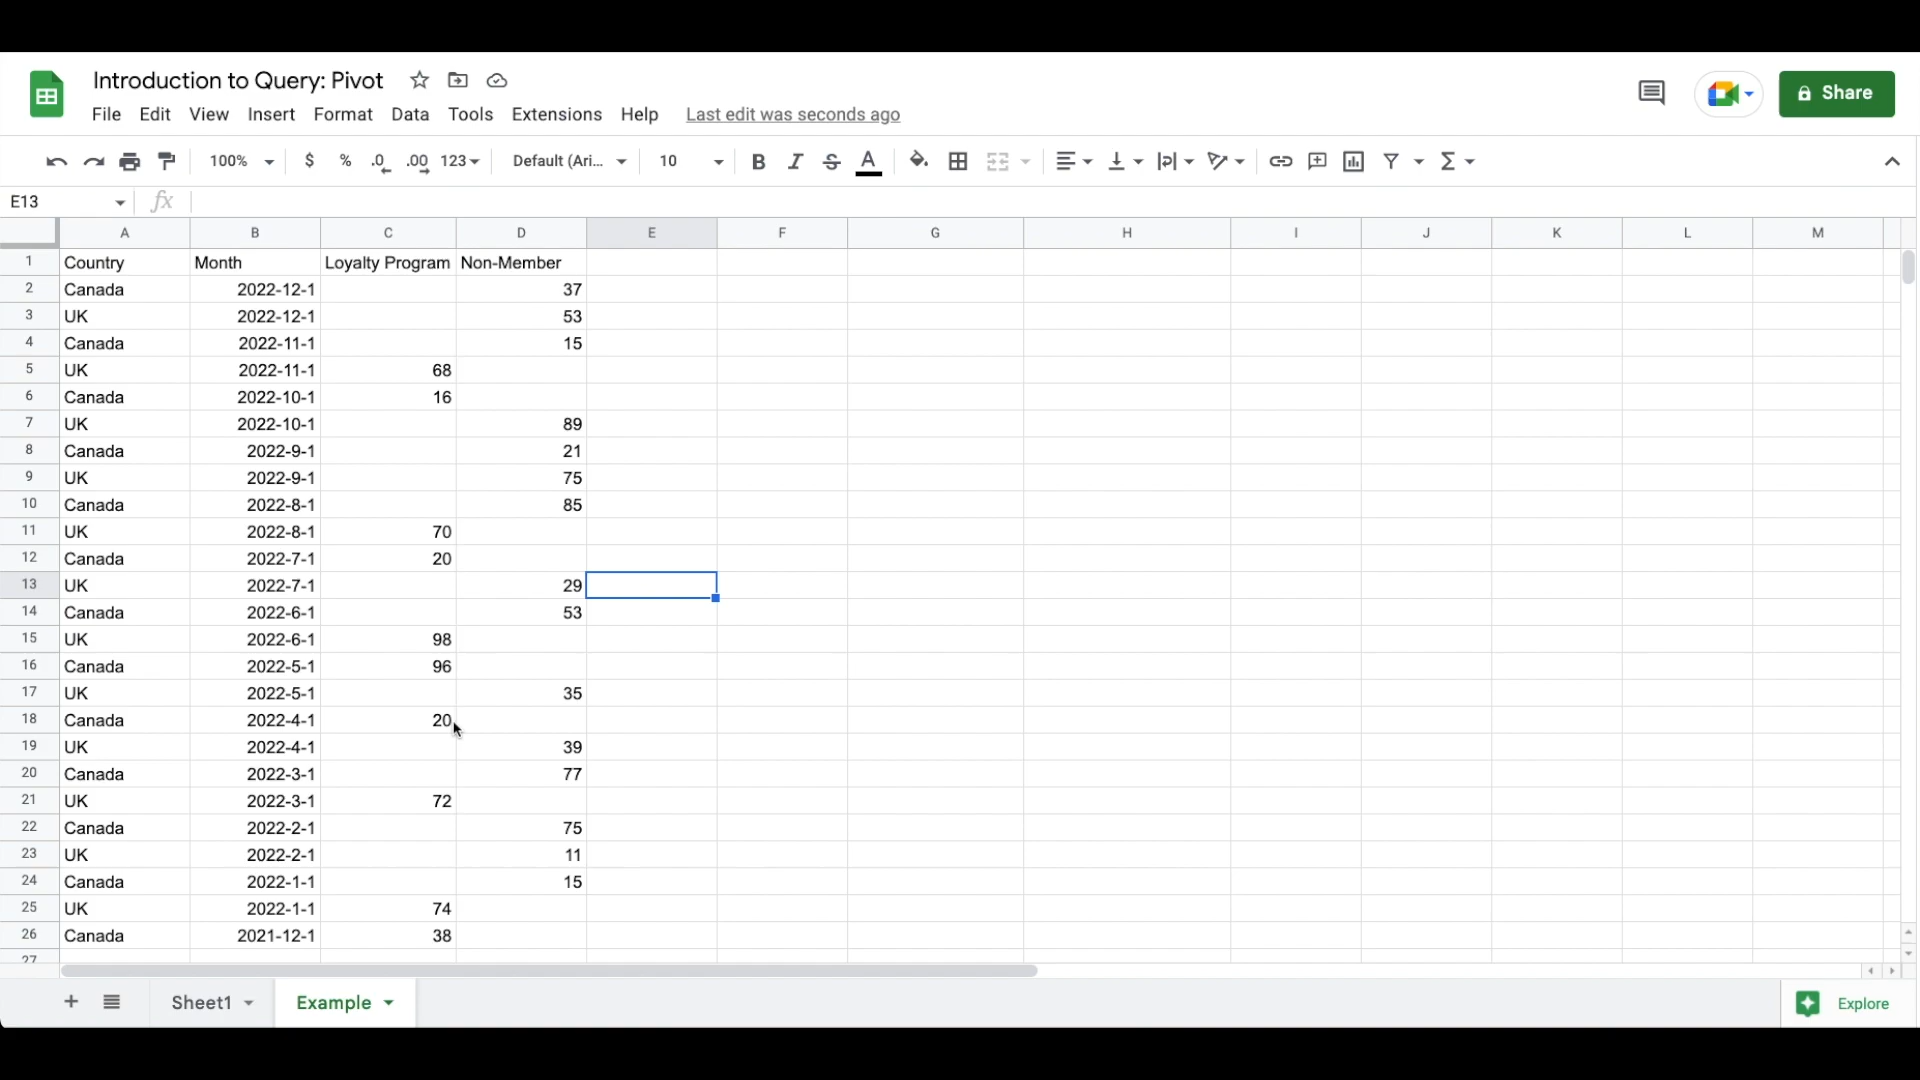 Introduction to Query: Pivot
File Edit View Insert Format Data Tools Extensions Help Last edit was seconds ago
Share
100% $ % .0 .00 123 Default (Ari... 10 B I S A Σ
E13 fx
A B C D E F G H I J K L M
1 Country Month Loyalty Program Non-Member
2 Canada 2022-12-1 37
3 UK 2022-12-1 53
4 Canada 2022-11-1 15
5 UK 2022-11-1 68
6 Canada 2022-10-1 16
7 UK 2022-10-1 89
8 Canada 2022-9-1 21
9 UK 2022-9-1 75
10 Canada 2022-8-1 85
11 UK 2022-8-1 70
12 Canada 2022-7-1 20
13 UK 2022-7-1 29
14 Canada 2022-6-1 53
15 UK 2022-6-1 98
16 Canada 2022-5-1 96
17 UK 2022-5-1 35
18 Canada 2022-4-1 20
19 UK 2022-4-1 39
20 Canada 2022-3-1 77
21 UK 2022-3-1 72
22 Canada 2022-2-1 75
23 UK 2022-2-1 11
24 Canada 2022-1-1 15
25 UK 2022-1-1 74
26 Canada 2021-12-1 38
27
Sheet1 Example Explore